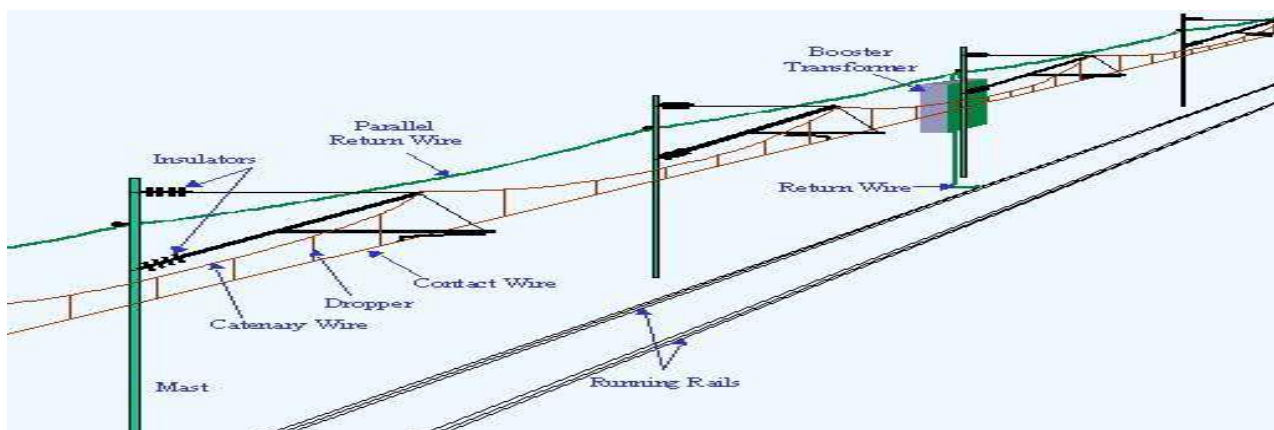 Booster
Transformer
Parallel
Return Wire
Insulators
Return Wire
Contact Wire
Dropper
Catenary Wire
Running Rails
Mast